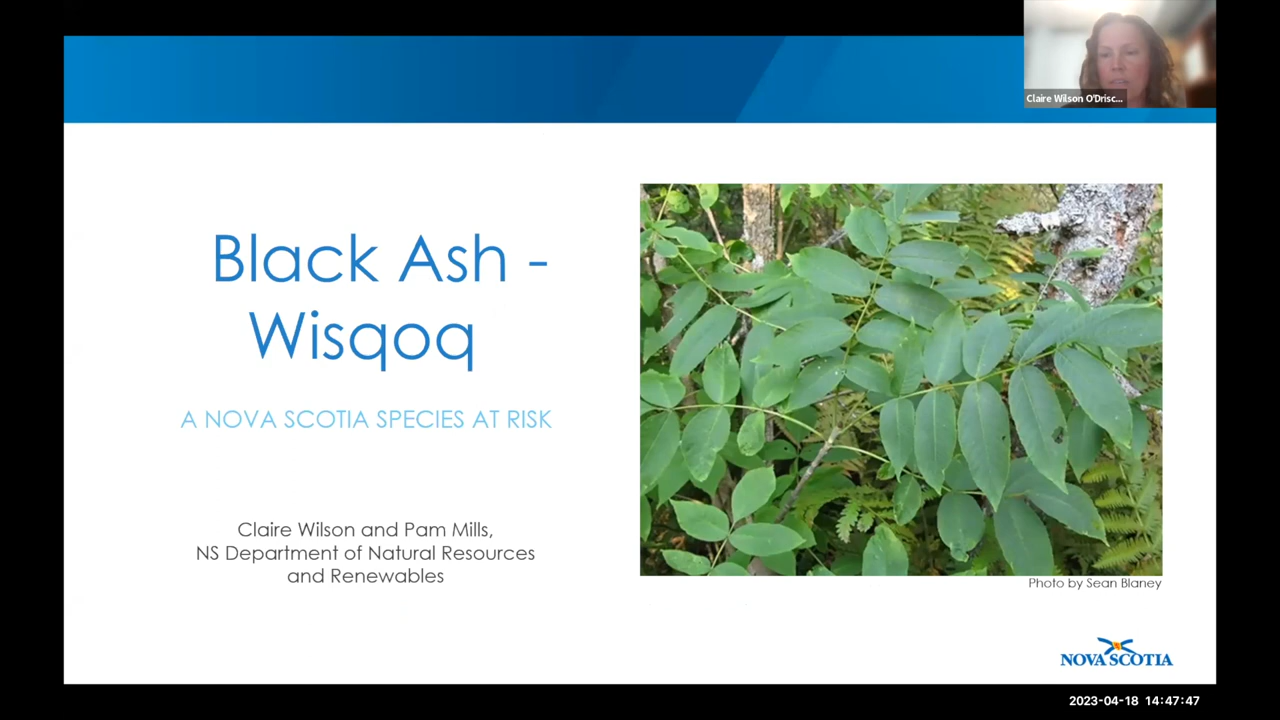 Claire Wilson O'Drisc...
Black Ash -
Wisqoq
A NOVA SCOTIA SPECIES AT RISK
Claire Wilson and Pam Mills,
NS Department of Natural Resources
and Renewables
Photo by Sean Blaney
NOVA SCOTIA
2023-04-18 14:47:47